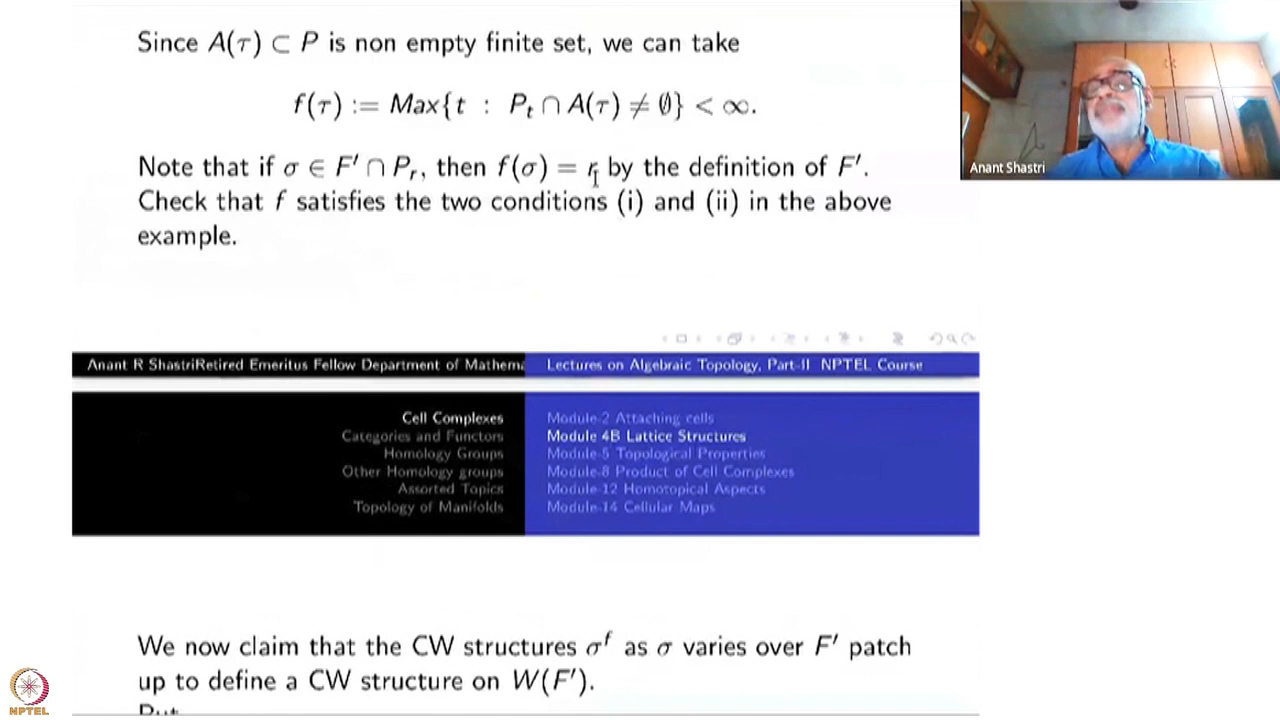 Since A(τ) ⊂ P is non empty finite set, we can take
f(τ) := Max{t : Pₜ ∩ A(τ) ≠ ∅} < ∞.
Note that if σ ∈ F′ ∩ Pᵣ, then f(σ) = r, by the definition of F′.
Check that f satisfies the two conditions (i) and (ii) in the above
example.
Anant Shastri
Anant R ShastriRetired Emeritus Fellow Department of Mathema
Lectures on Algebraic Topology, Part-II NPTEL Course
Cell Complexes
Categories and Functors
Homology Groups
Other Homology groups
Assorted Topics
Topology of Manifolds
Module-2 Attaching cells
Module 4B Lattice Structures
Module-5 Topological Properties
Module-8 Product of Cell Complexes
Module-12 Homotopical Aspects
Module-14 Cellular Maps
We now claim that the CW structures σᶠ as σ varies over F′ patch
up to define a CW structure on W(F′).
Put
NPTEL